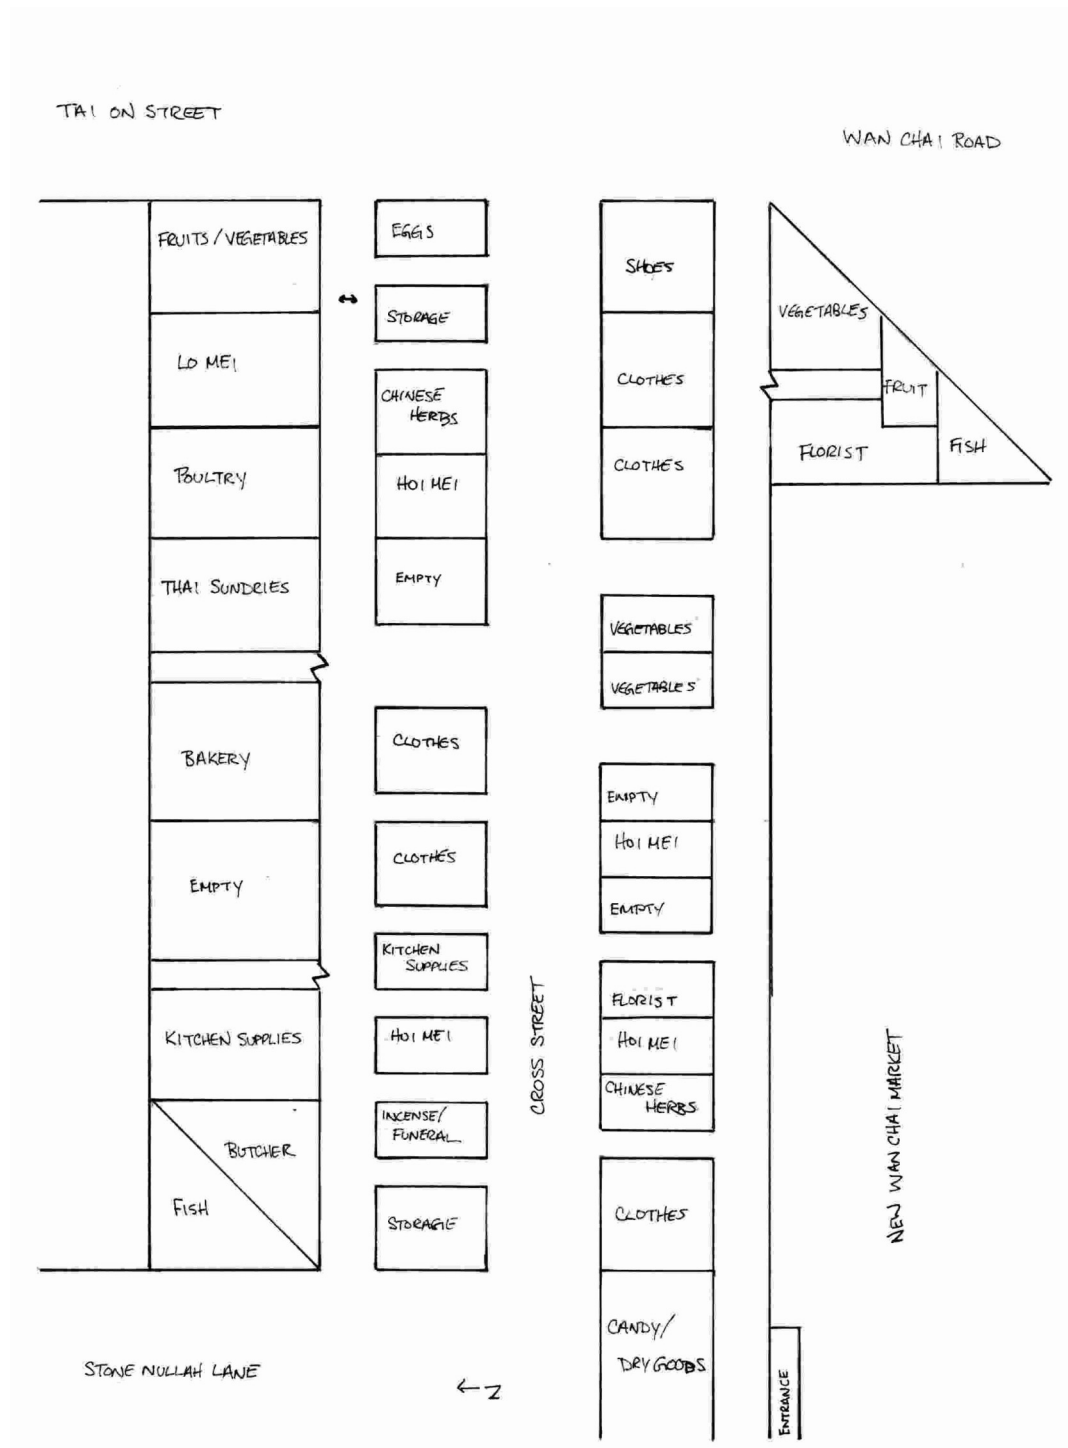 TAI ON STREET
WAN CHAI ROAD
FRUITS/VEGETABLES
LO MEI
POULTRY
THAI SUNDRIES
BAKERY
EMPTY
KITCHEN SUPPLIES
BUTCHER
FISH
EGGS
STORAGE
CHINESE
HERBS
HOI MEI
EMPTY
CLOTHES
CLOTHES
KITCHEN
SUPPLIES
HOI MEI
INCENSE/
FUNERAL
STORAGE
CROSS STREET
SHOES
CLOTHES
CLOTHES
VEGETABLES
VEGETABLES
EMPTY
HOI MEI
EMPTY
FLORIST
HOI MEI
CHINESE
HERBS
CLOTHES
CANDY/
DRY GOODS
VEGETABLES
FRUIT
FLORIST
FISH
NEW WAN CHAI MARKET
ENTRANCE
STONE NULLAH LANE
←N